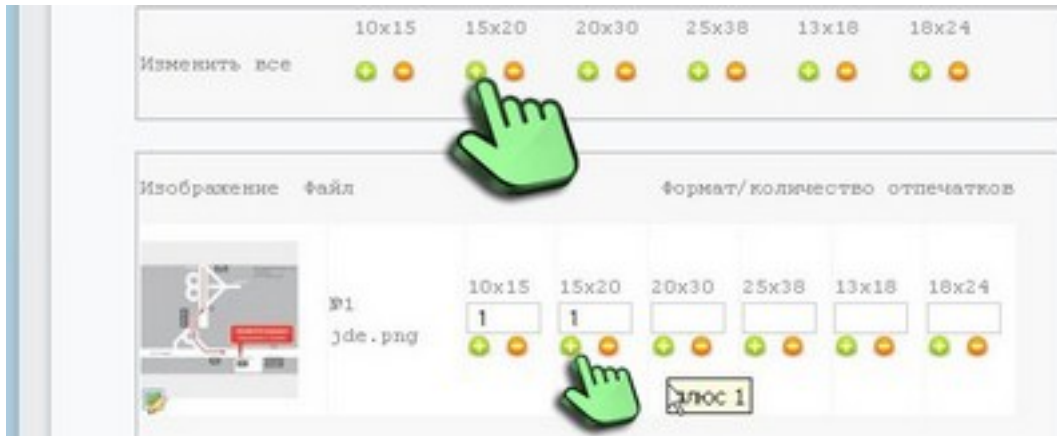 10x15 15x20 20x30 25x38 13x18 18x24
Изменить все
Изображение Файл Формат/количество отпечатков
10x15 15x20 20x30 25x38 13x18 18x24
№1
1 1
jde.png
плюс 1